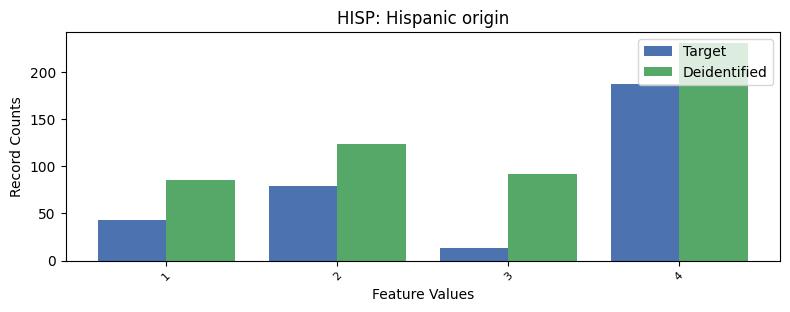 HISP: Hispanic origin
Target
Deidentified
Record Counts
200
150
100
50
0
1 2 3 4
Feature Values